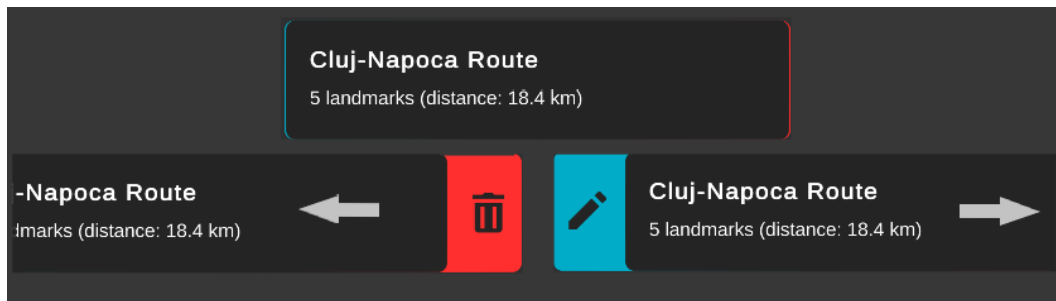 Cluj-Napoca Route
5 landmarks (distance: 18.4 km)
-Napoca Route
marks (distance: 18.4 km)
Cluj-Napoca Route
5 landmarks (distance: 18.4 km)